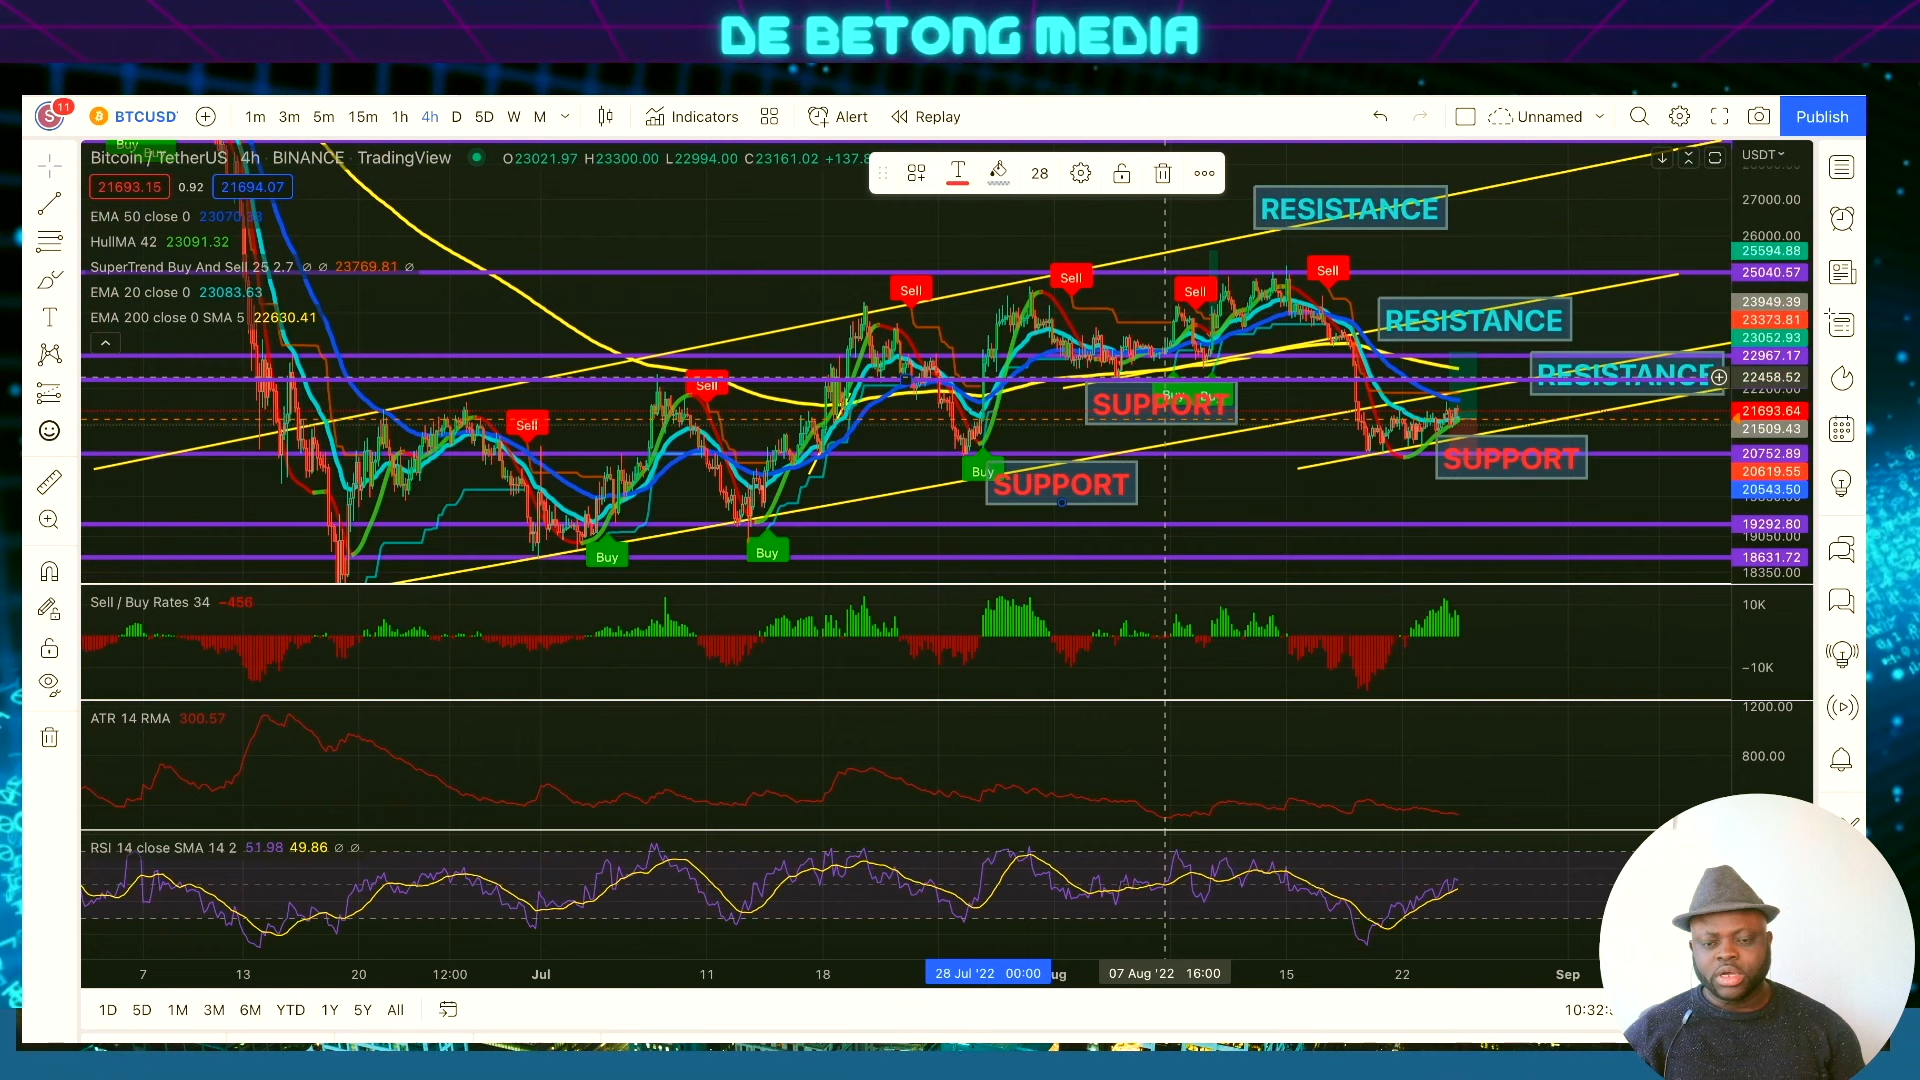 DE BETONG MEDIA
S 11 BTCUSD 1m 3m 5m 15m 1h 4h D 5D W M Indicators Alert Replay Unnamed Publish
Buy
Bitcoin / TetherUS 4h BINANCE TradingView O23021.97 H23300.00 L22994.00 C23161.02 +137.8
USDT
28
21693.15 0.92 21694.07
EMA 50 close 0 23070.38
HullMA 42 23091.32
SuperTrend Buy And Sell 25 2.7 ∅ ∅ 23769.81 ∅
EMA 20 close 0 23083.63
EMA 200 close 0 SMA 5 22630.41
RESISTANCE
RESISTANCE
RESISTANCE
SUPPORT
SUPPORT
SUPPORT
Sell
Sell
Sell
Sell
Sell
Sell
Buy
Buy
Buy
27000.00
26000.00
25594.88
25040.57
23949.39
23373.81
23052.93
22967.17
22458.52
21693.64
21509.43
20752.89
20619.55
20543.50
19292.80
19050.00
18631.72
18350.00
Sell / Buy Rates 34 −456
10K
−10K
ATR 14 RMA 300.57
1200.00
800.00
RSI 14 close SMA 14 2 51.98 49.86 ∅ ∅
7 13 20 12:00 Jul 11 18 28 Jul '22 00:00 ug 07 Aug '22 16:00 15 22 Sep
1D 5D 1M 3M 6M YTD 1Y 5Y All
10:32: